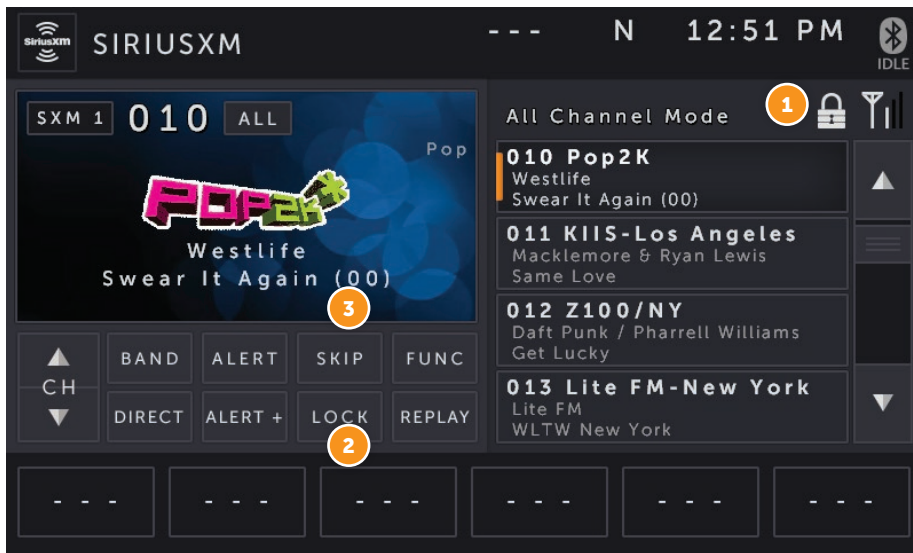 SiriusXM SIRIUSXM --- N 12:51 PM
IDLE
SXM 1 010 ALL
Pop
POP2K
Westlife
Swear It Again (00)
3
BAND ALERT SKIP FUNC
CH
DIRECT ALERT + LOCK REPLAY
2
All Channel Mode 1
010 Pop2K
Westlife
Swear It Again (00)
011 KIIS-Los Angeles
Macklemore & Ryan Lewis
Same Love
012 Z100/NY
Daft Punk / Pharrell Williams
Get Lucky
013 Lite FM-New York
Lite FM
WLTW New York
--- --- --- --- --- ---